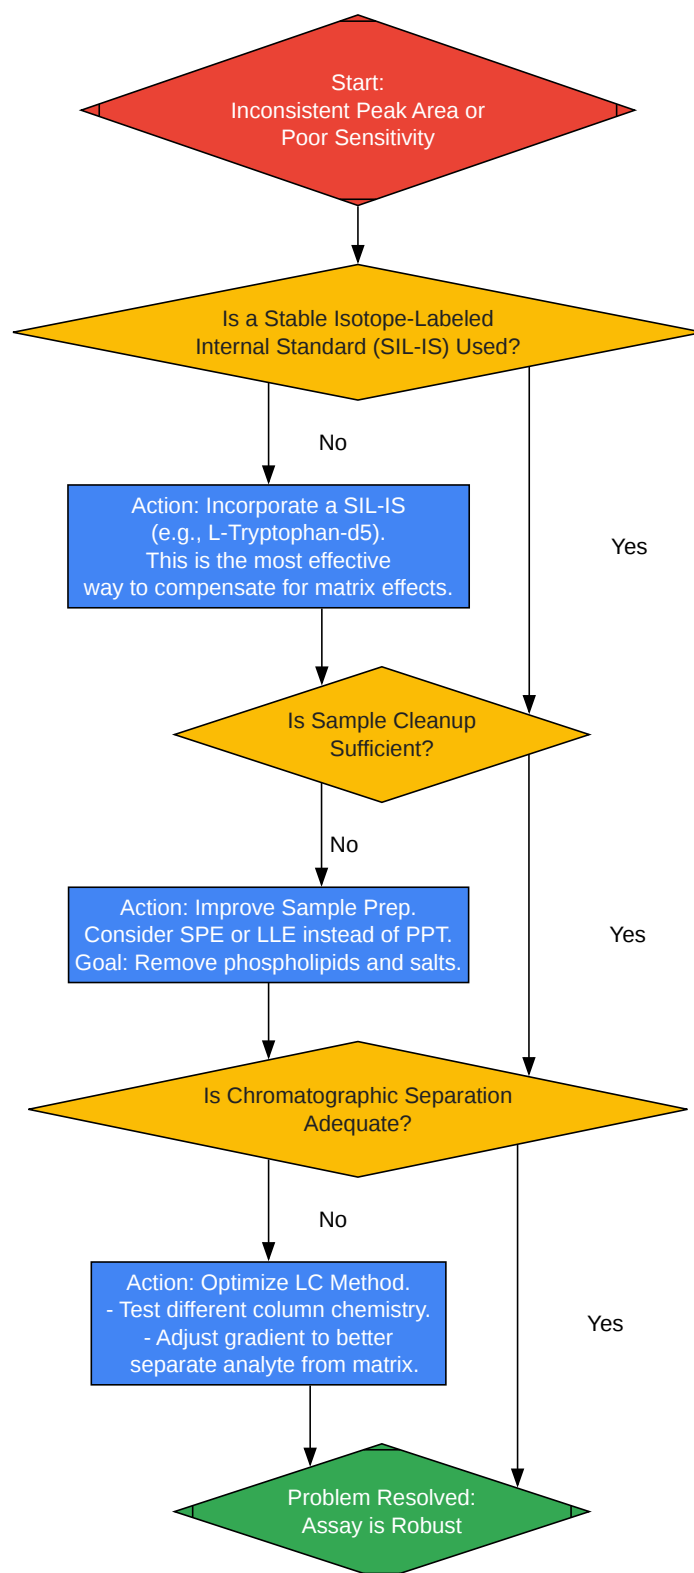 Start:
Inconsistent Peak Area or
Poor Sensitivity
Is a Stable Isotope-Labeled
Internal Standard (SIL-IS) Used?
No
Action: Incorporate a SIL-IS
(e.g., L-Tryptophan-d5).
This is the most effective
way to compensate for matrix effects.
Yes
Is Sample Cleanup
Sufficient?
No
Action: Improve Sample Prep.
Consider SPE or LLE instead of PPT.
Goal: Remove phospholipids and salts.
Yes
Is Chromatographic Separation
Adequate?
No
Action: Optimize LC Method.
- Test different column chemistry.
- Adjust gradient to better
separate analyte from matrix.
Yes
Problem Resolved:
Assay is Robust